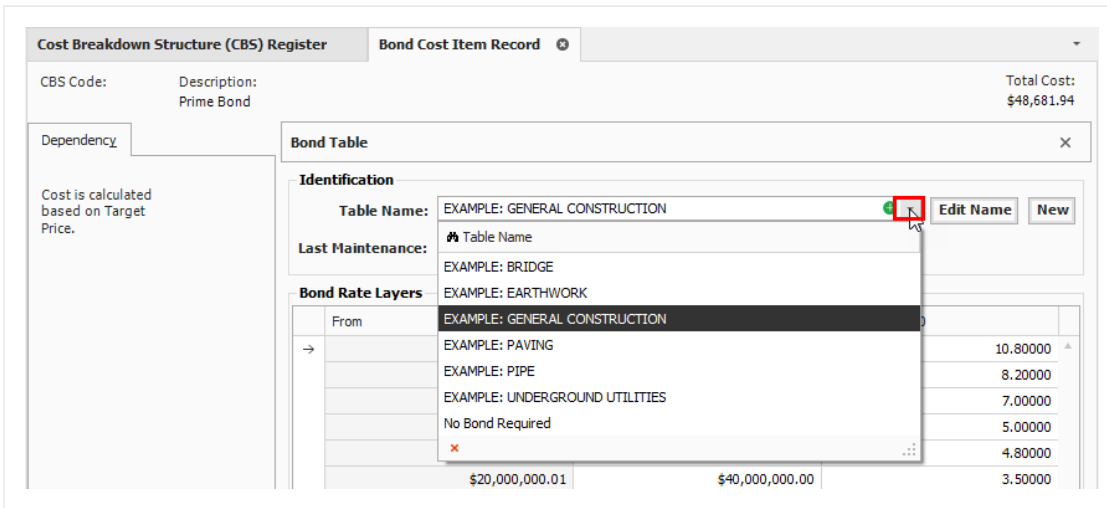 Cost Breakdown Structure (CBS) Register
Bond Cost Item Record
CBS Code:
Description:
Total Cost:
Prime Bond
$48,681.94
Dependency
Bond Table
Cost is calculated
based on Target
Price.
Identification
Table Name:
EXAMPLE: GENERAL CONSTRUCTION
Edit Name
New
Last Maintenance:
Table Name
EXAMPLE: BRIDGE
EXAMPLE: EARTHWORK
EXAMPLE: GENERAL CONSTRUCTION
EXAMPLE: PAVING
EXAMPLE: PIPE
EXAMPLE: UNDERGROUND UTILITIES
No Bond Required
Bond Rate Layers
From
10.80000
8.20000
7.00000
5.00000
4.80000
$20,000,000.01
$40,000,000.00
3.50000